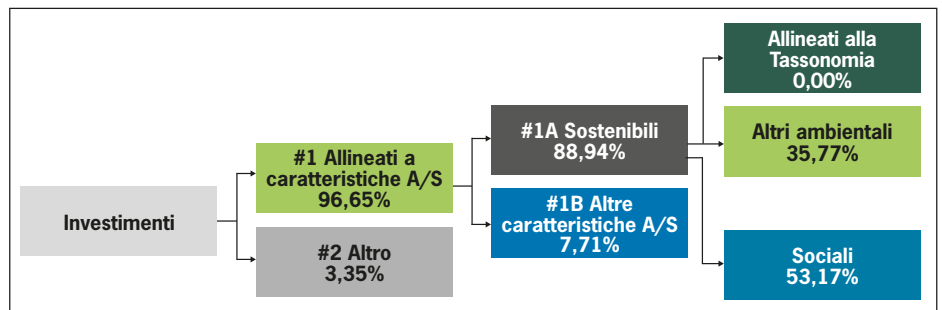 Investimenti
#1 Allineati a
caratteristiche A/S
96,65%
#2 Altro
3,35%
#1A Sostenibili
88,94%
#1B Altre
caratteristiche A/S
7,71%
Allineati alla
Tassonomia
0,00%
Altri ambientali
35,77%
Sociali
53,17%